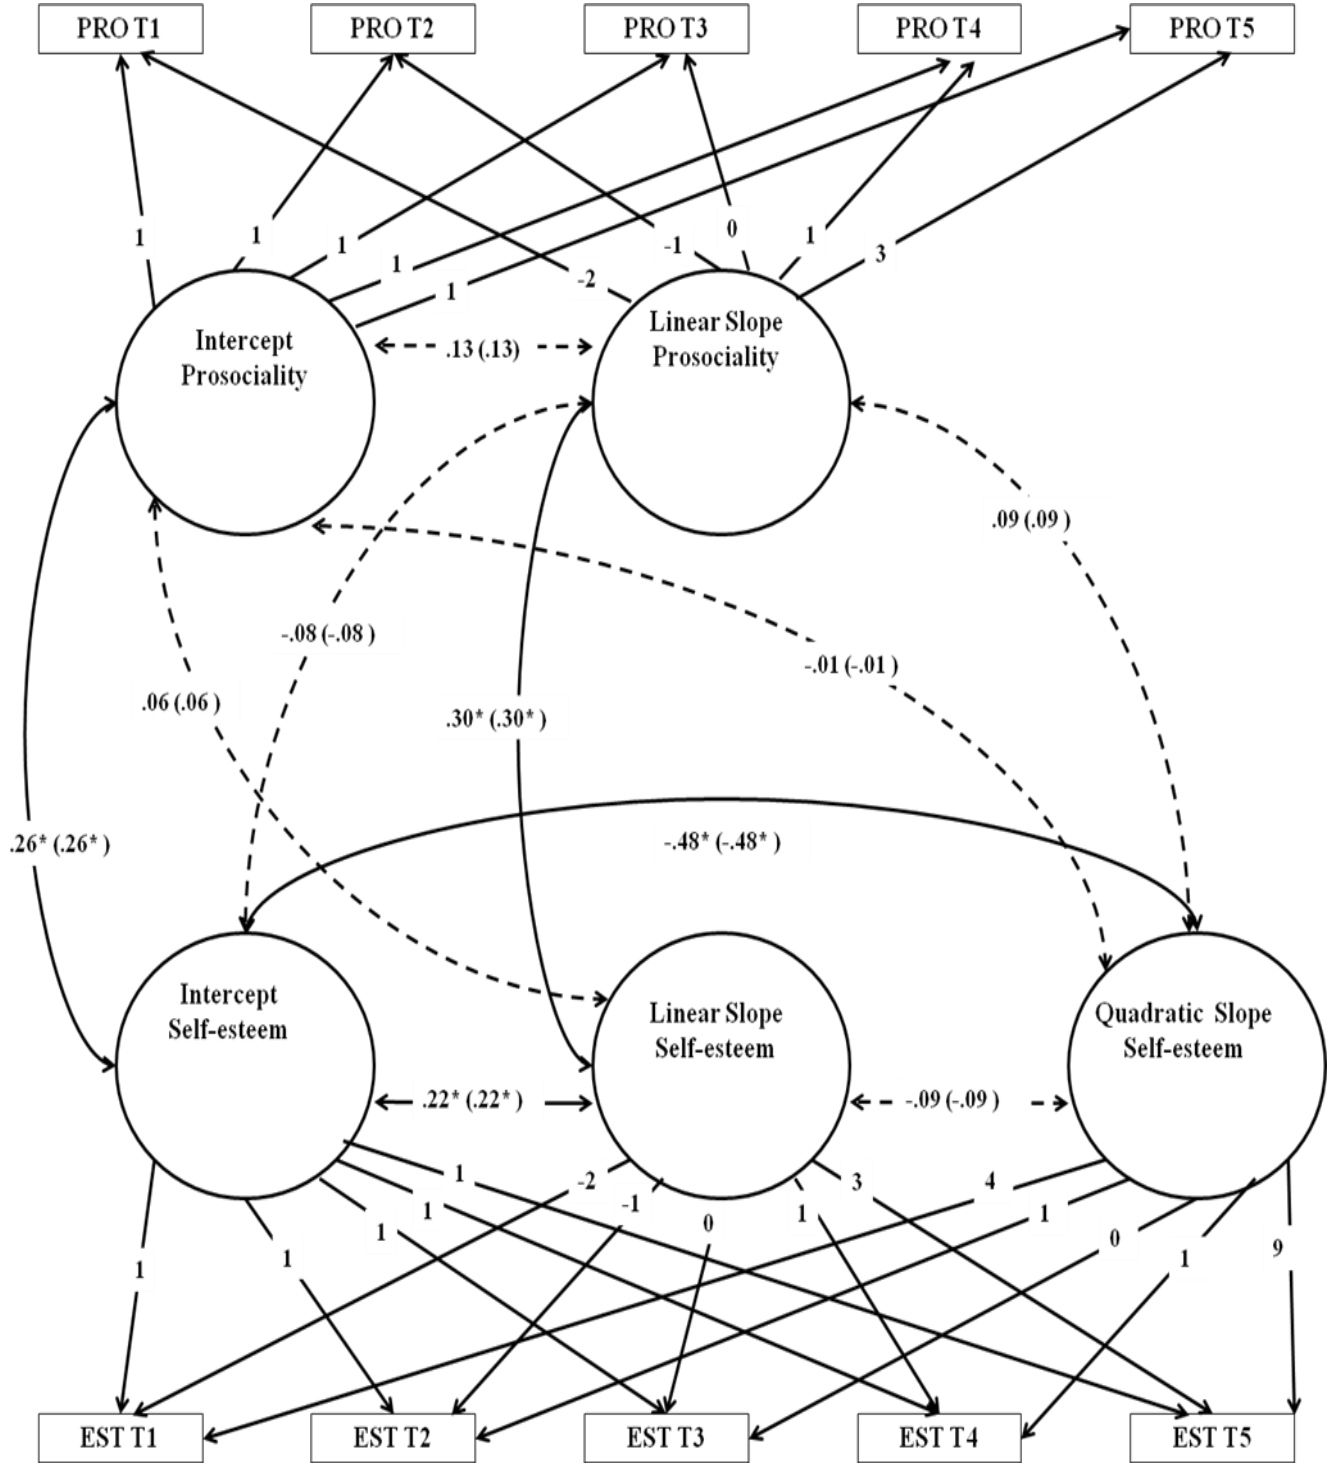 PRO T1
PRO T2
PRO T3
PRO T4
PRO T5
1
1
1
1
1
-2
-1
0
1
3
Intercept
Prosociality
Linear Slope
Prosociality
.13 (.13)
.09 (.09 )
-.08 (-.08 )
-.01 (-.01 )
.06 (.06 )
.30* (.30* )
.26* (.26* )
-.48* (-.48* )
Intercept
Self-esteem
Linear Slope
Self-esteem
Quadratic Slope
Self-esteem
.22* (.22* )
-.09 (-.09 )
1
1
1
1
1
-2
-1
0
1
3
4
1
0
1
9
EST T1
EST T2
EST T3
EST T4
EST T5